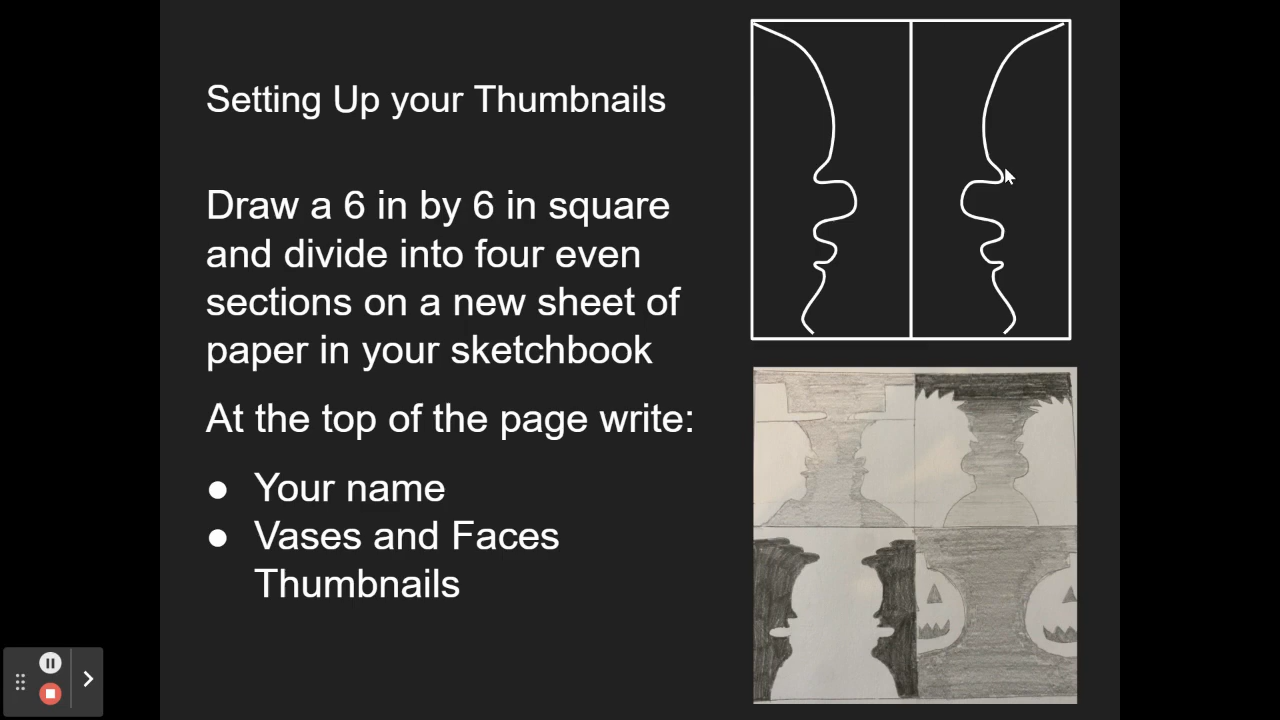 Setting Up your Thumbnails
Draw a 6 in by 6 in square
and divide into four even
sections on a new sheet of
paper in your sketchbook
At the top of the page write:
● Your name
● Vases and Faces
Thumbnails